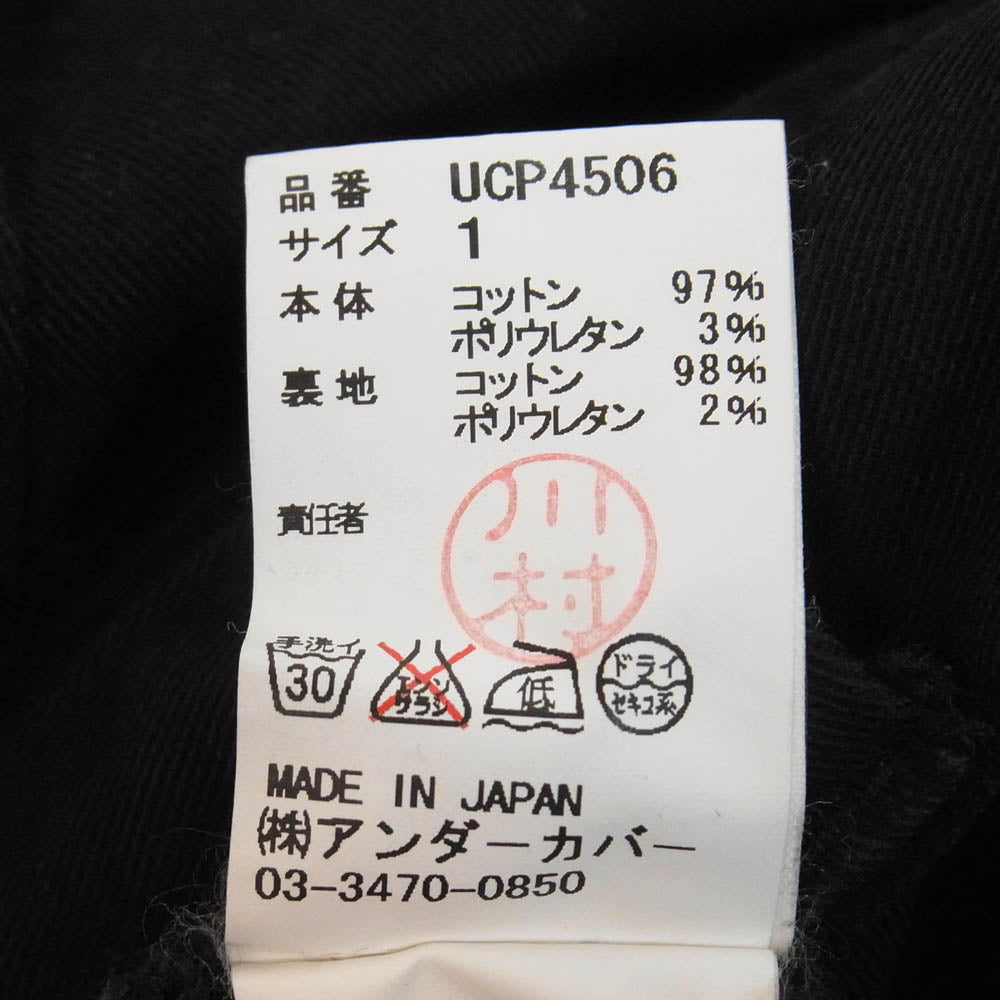 品番 UCP4506
サイズ 1
本体 コットン 97%
ポリウレタン 3%
裏地 コットン 98%
ポリウレタン 2%
責任者 川村
手洗イ 30
エンソ サラシ
低
ドライ セキユ系
MADE IN JAPAN
(株)アンダーカバー
03-3470-0850